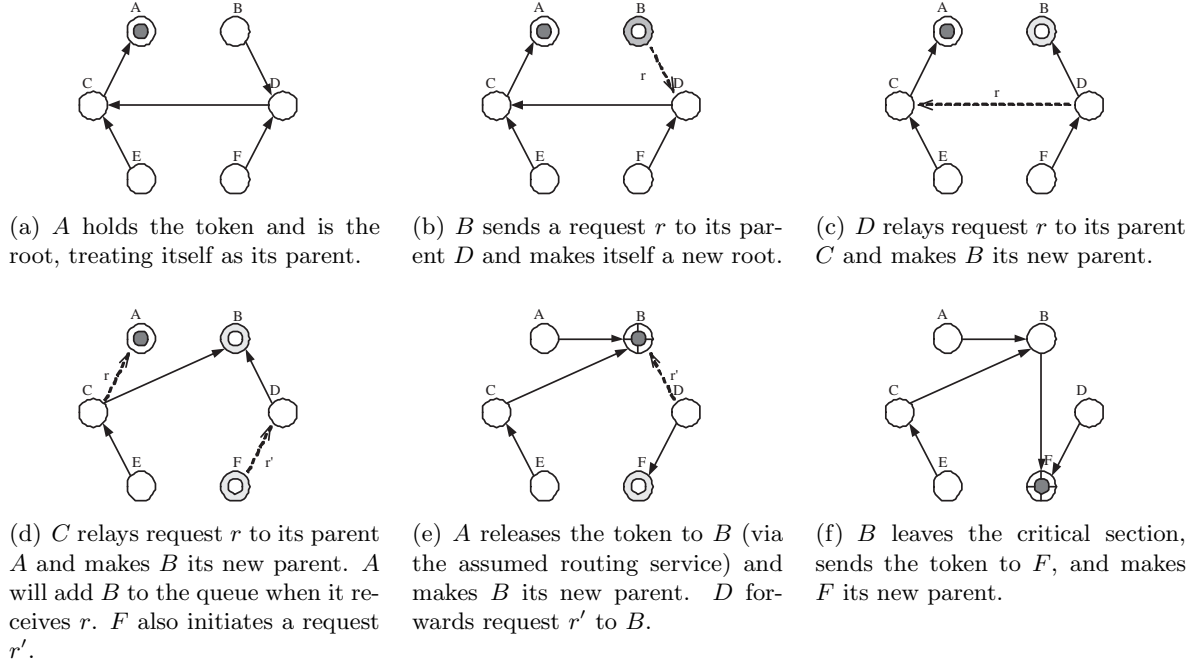 A
B
C
D
E
F
A
B
r
C
D
E
F
A
B
C
r
D
E
F
(a) A holds the token and is the
root, treating itself as its parent.
(b) B sends a request r to its par-
ent D and makes itself a new root.
(c) D relays request r to its parent
C and makes B its new parent.
A
B
r
C
D
E
F
r'
A
B
r'
C
D
E
F
A
B
C
D
E
F
(d) C relays request r to its parent
A and makes B its new parent. A
will add B to the queue when it re-
ceives r. F also initiates a request
r′.
(e) A releases the token to B (via
the assumed routing service) and
makes B its new parent. D for-
wards request r′ to B.
(f) B leaves the critical section,
sends the token to F, and makes
F its new parent.